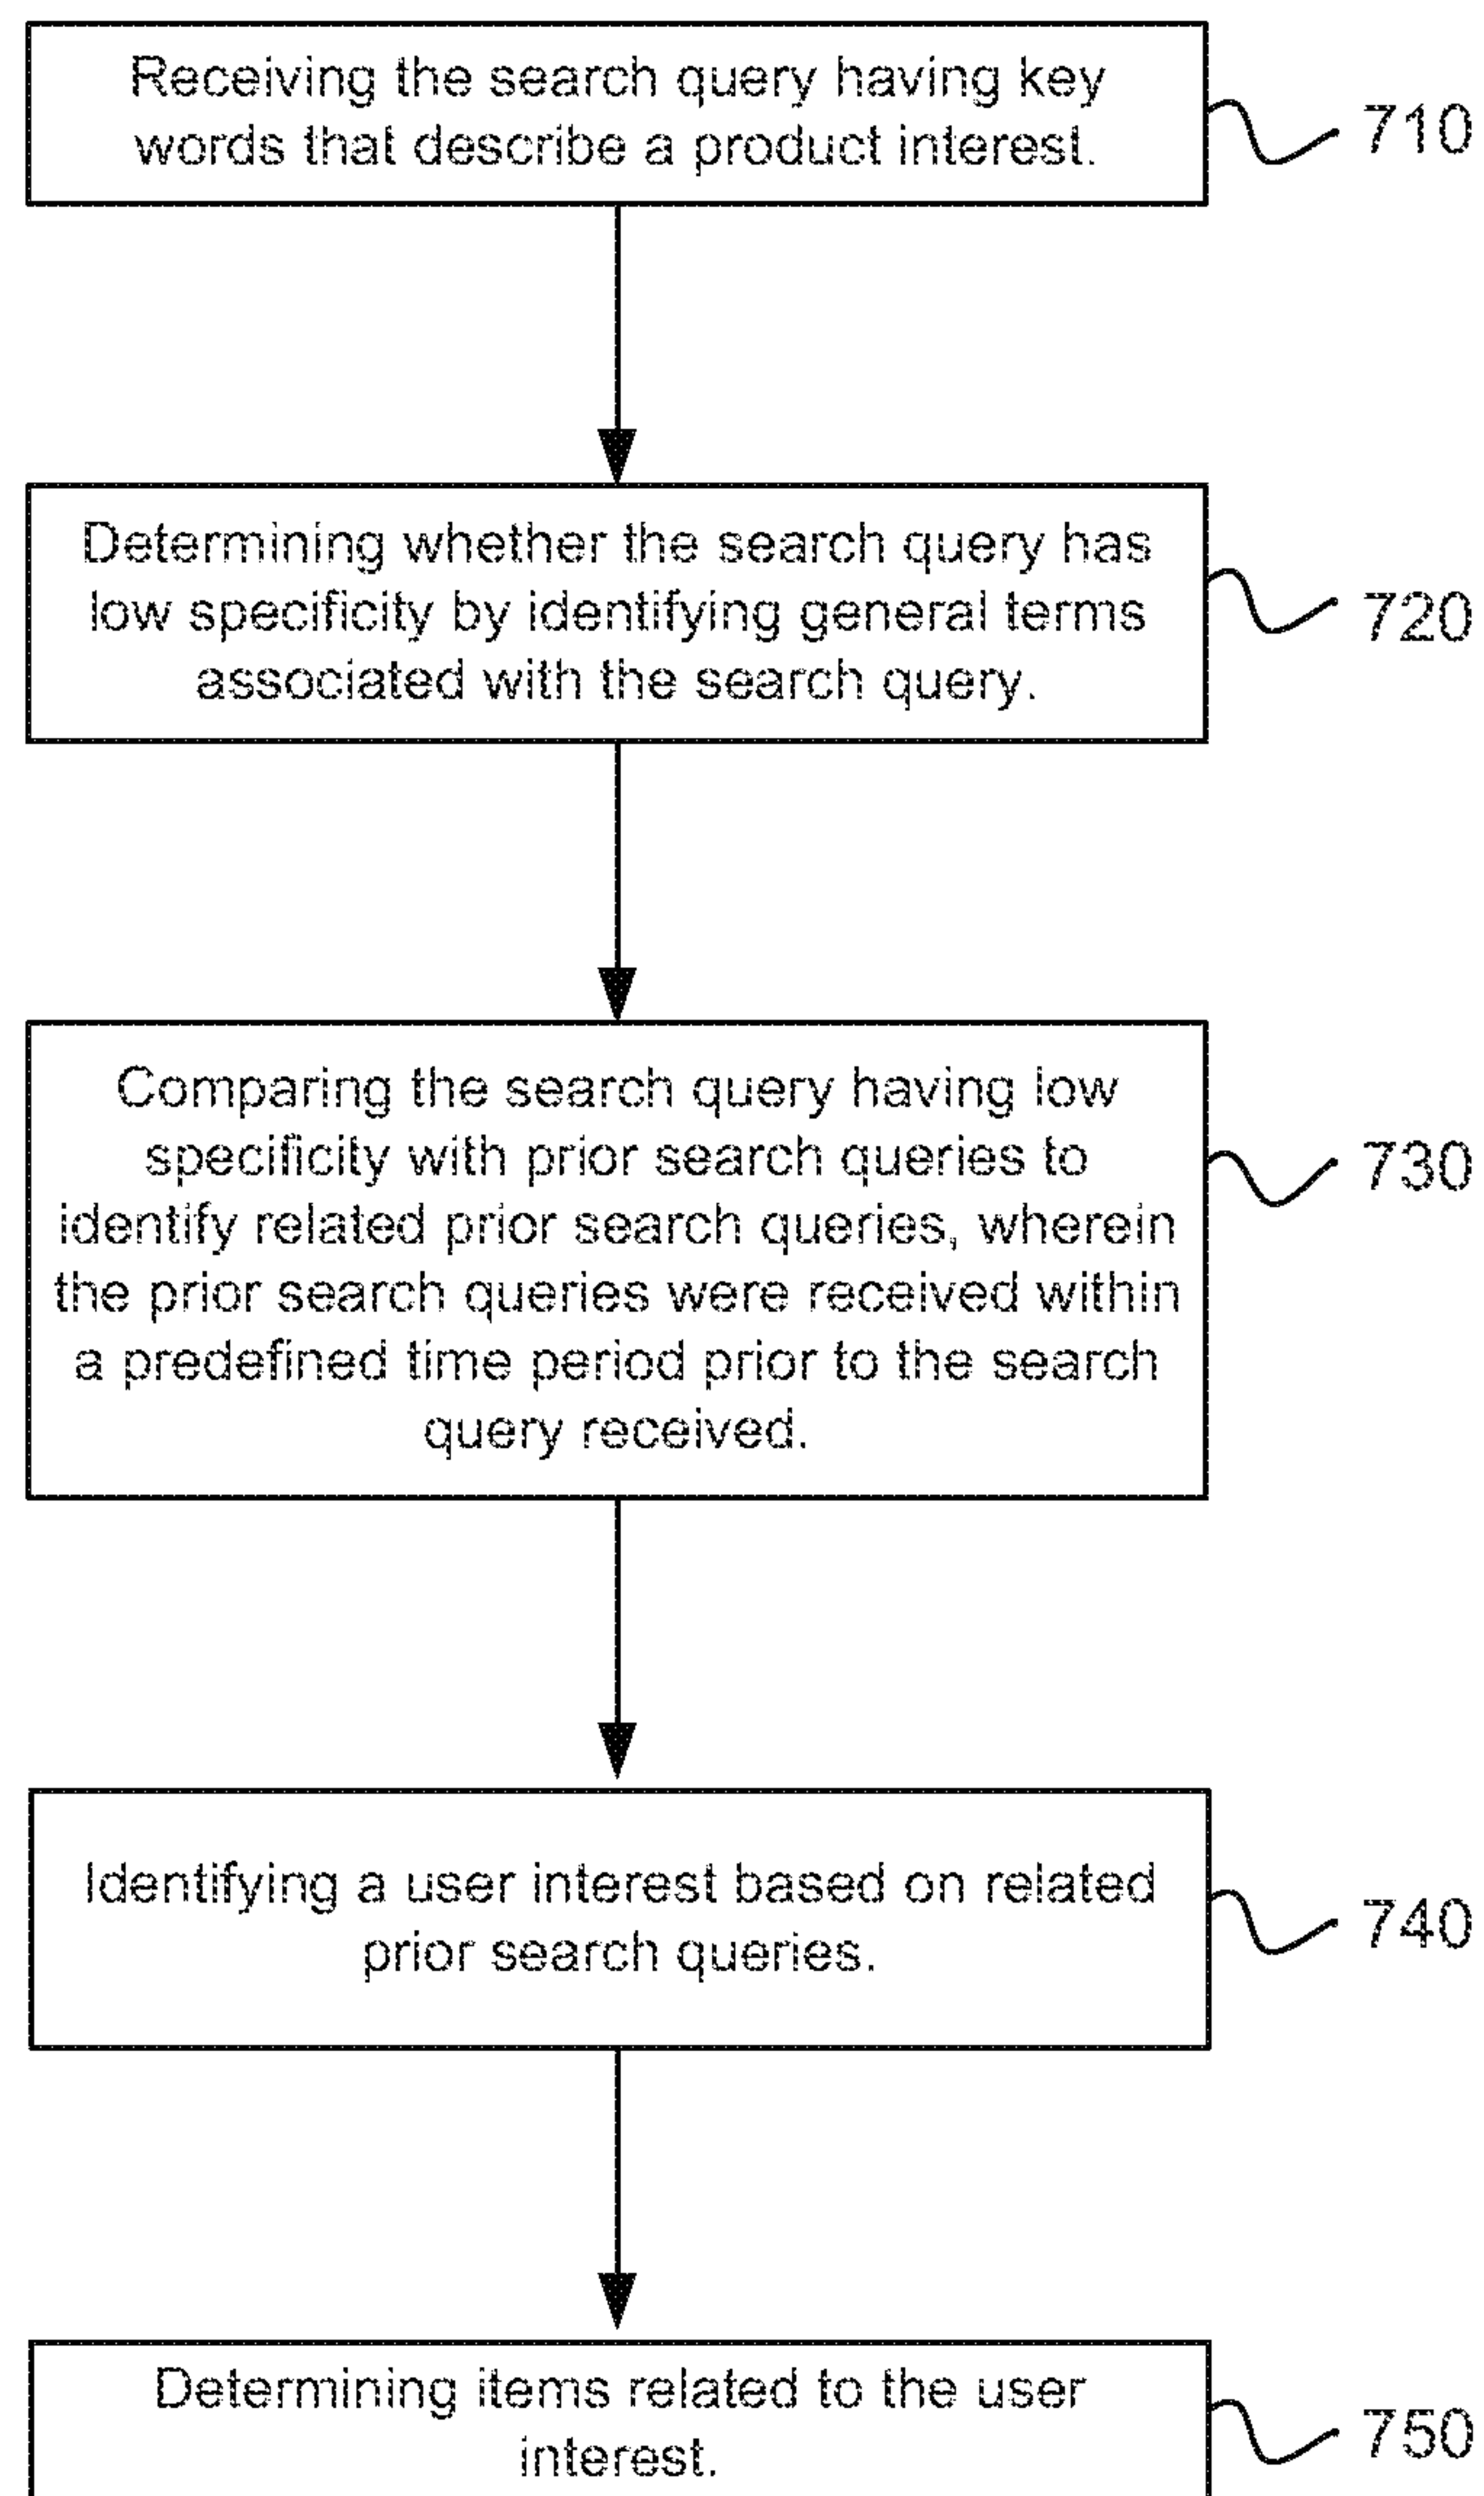 Receiving the search query having key
words that describe a product interest.
710
Determining whether the search query has
low specificity by identifying general terms
associated with the search query.
720
Comparing the search query having low
specificity with prior search queries to
identify related prior search queries, wherein
the prior search queries were received within
a predefined time period prior to the search
query received.
730
Identifying a user interest based on related
prior search queries.
740
Determining items related to the user
interest.
750